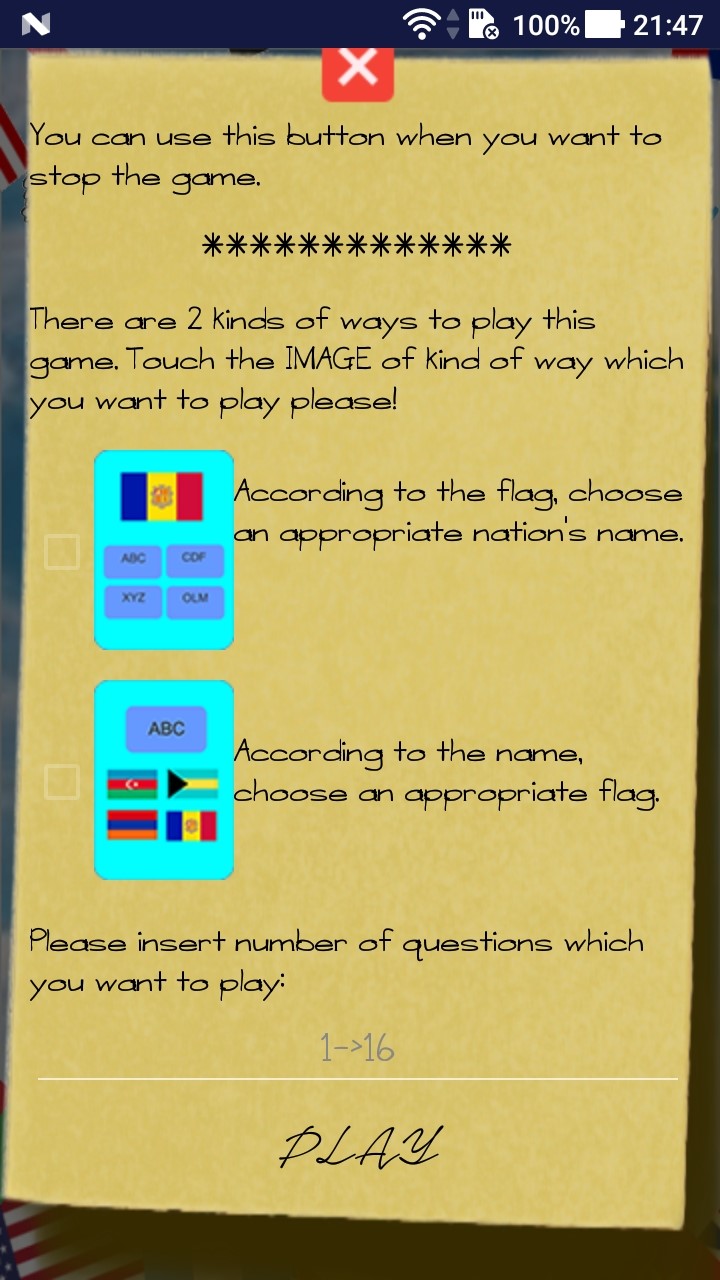 100% 21:47
You can use this button when you want to
stop the game.
*************
There are 2 kinds of ways to play this
game. Touch the IMAGE of kind of way which
you want to play please!
According to the flag, choose
an appropriate nation's name.
ABC CDF
XYZ OLM
ABC
According to the name,
choose an appropriate flag.
Please insert number of questions which
you want to play:
1->16
PLAY